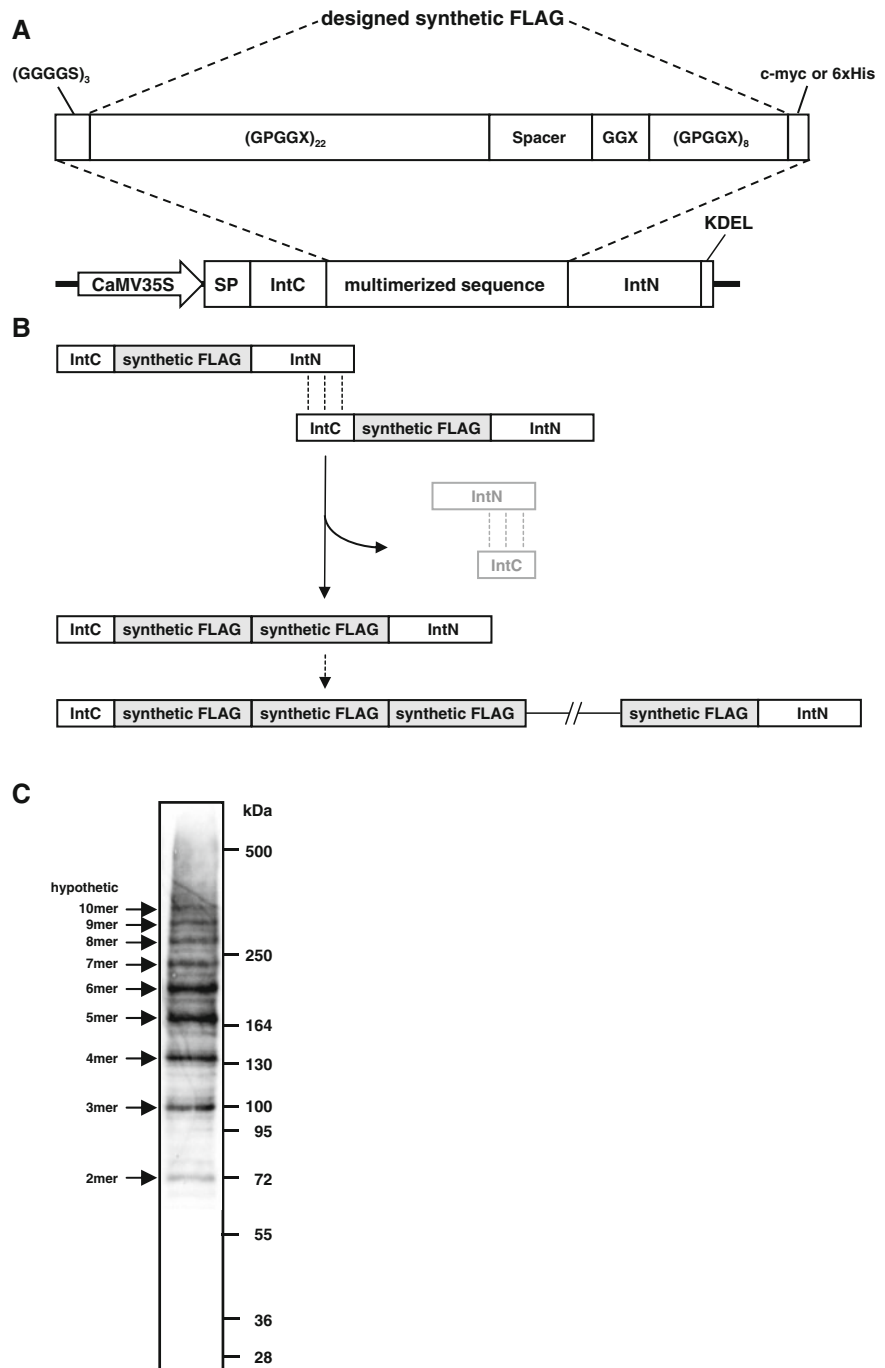 A
designed synthetic FLAG
(GGGGS)3
c-myc or 6xHis
(GPGGX)22 Spacer GGX (GPGGX)8
KDEL
CaMV35S SP IntC multimerized sequence IntN
B
IntC synthetic FLAG IntN
IntC synthetic FLAG IntN
IntN
IntC
IntC synthetic FLAG synthetic FLAG IntN
IntC synthetic FLAG synthetic FLAG synthetic FLAG // synthetic FLAG IntN
C
kDa
500
hypothetic
10mer
9mer
8mer
250
7mer
6mer
5mer
164
4mer
130
3mer 100
95
2mer 72
55
36
28